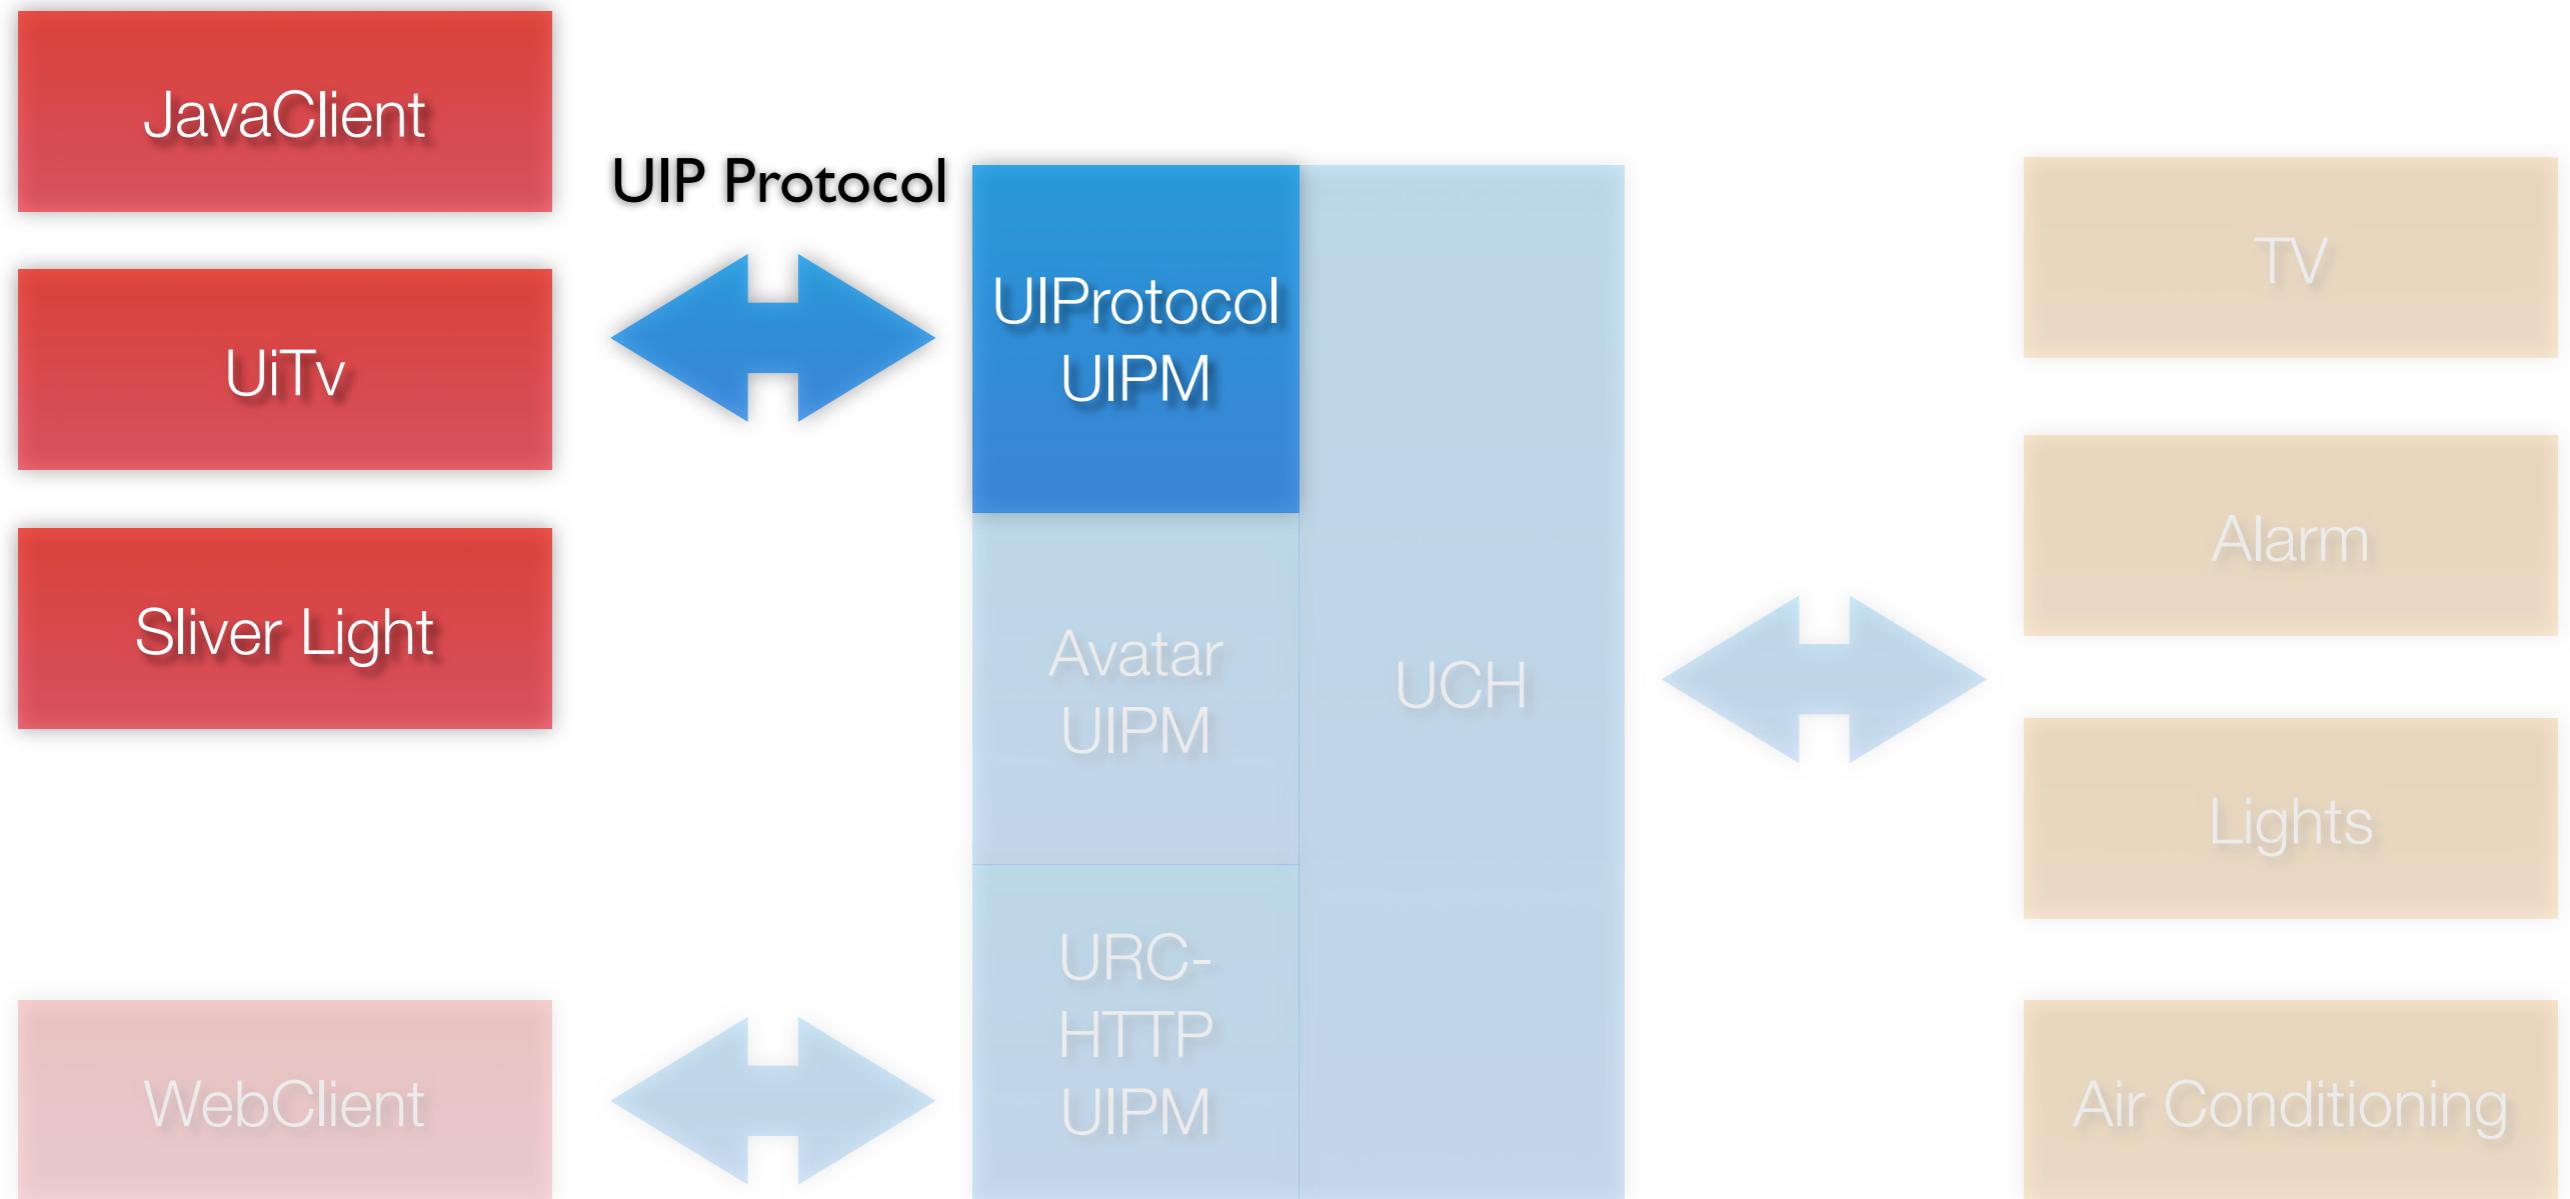 JavaClient
UIP Protocol
UiTv
Sliver Light
WebClient
UIProtocol
UIPM
Avatar
UIPM
URC-
HTTP
UIPM
UCH
TV
Alarm
Lights
Air Conditioning